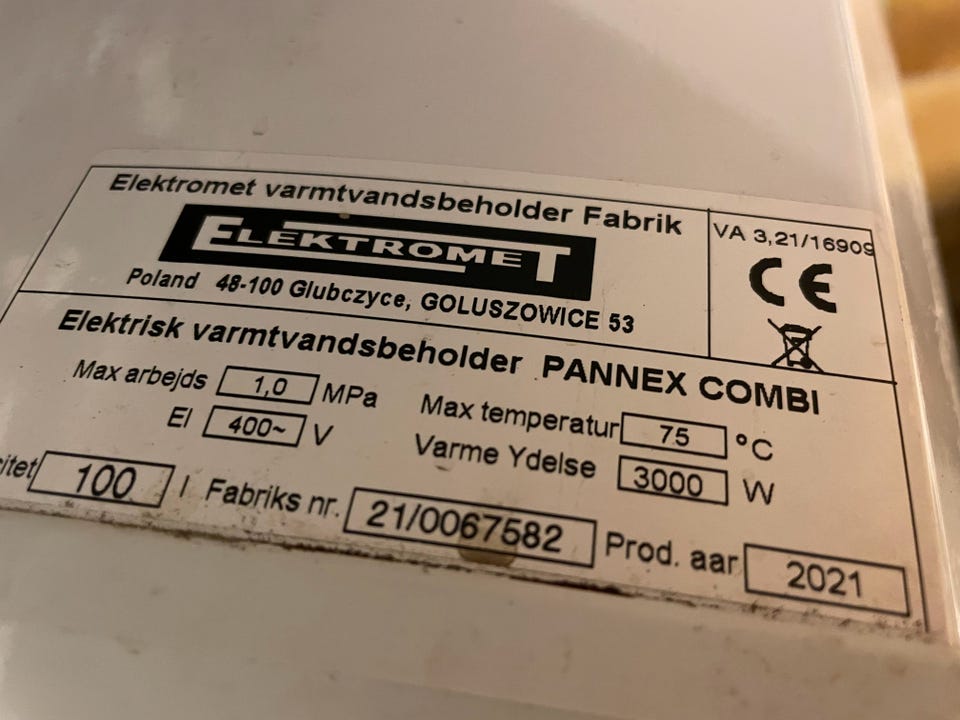 Elektromet varmtvandsbeholder Fabrik
VA 3,21/16909
ELEKTROMET
CE
Poland 48-100 Glubczyce, GOLUSZOWICE 53
Elektrisk varmtvandsbeholder PANNEX COMBI
Max arbejds 1,0 MPa Max temperatur 75 °C
El 400~ V Varme Ydelse 3000 W
100 l Fabriks nr. 21/0067582 Prod. aar 2021